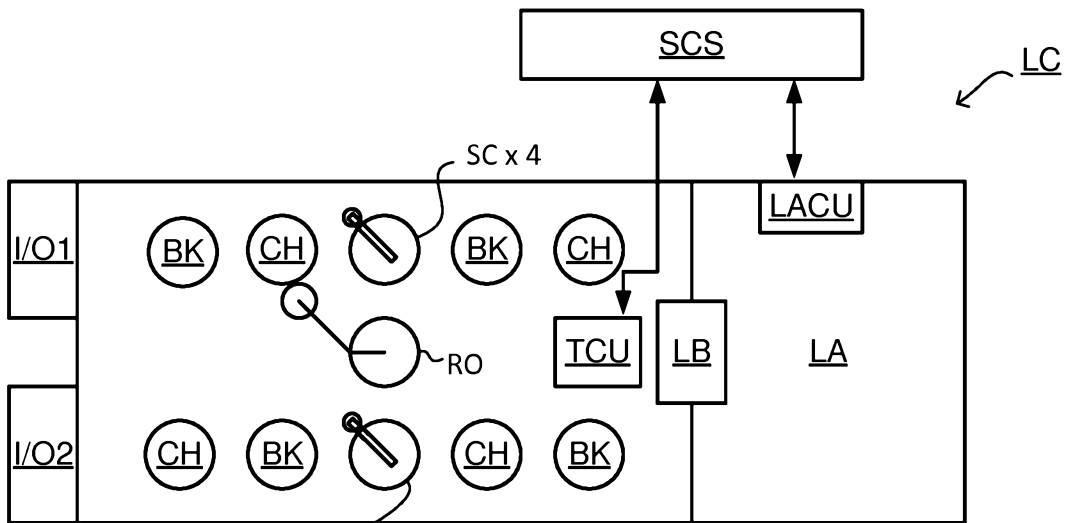 SCS
LC
SC x 4
LACU
I/O1
BK
CH
BK
CH
RO
TCU
LB
LA
I/O2
CH
BK
CH
BK